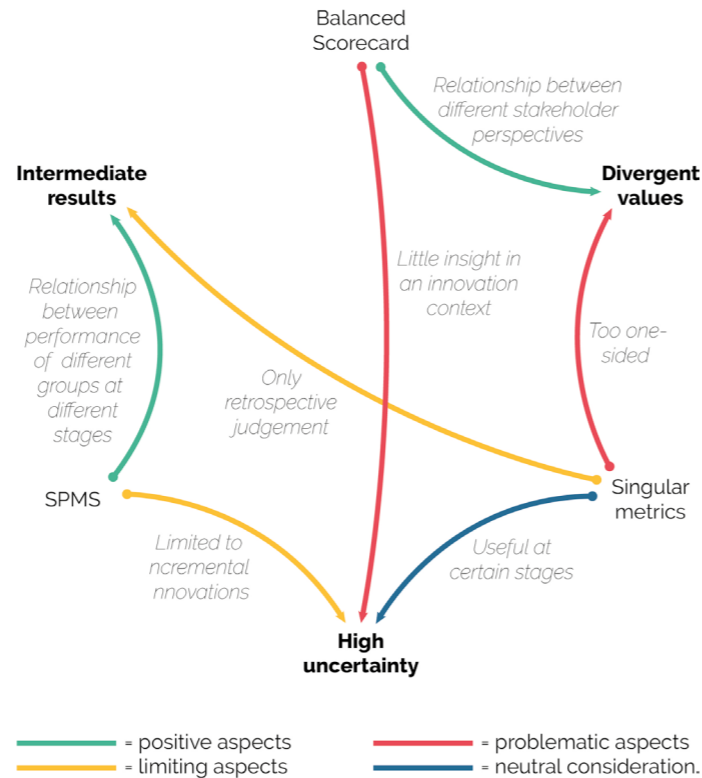 Balanced
Scorecard
Relationship between
different stakeholder
perspectives
Intermediate
results
Divergent
values
Little insight in
an innovation
context
Relationship
between
performance
of different
groups at
different
stages
Too one-
sided
Only
retrospective
judgement
SPMS
Singular
metrics
Limited to
ncremental
nnovations
Useful at
certain stages
High
uncertainty
= positive aspects
= problematic aspects
= limiting aspects
= neutral consideration.